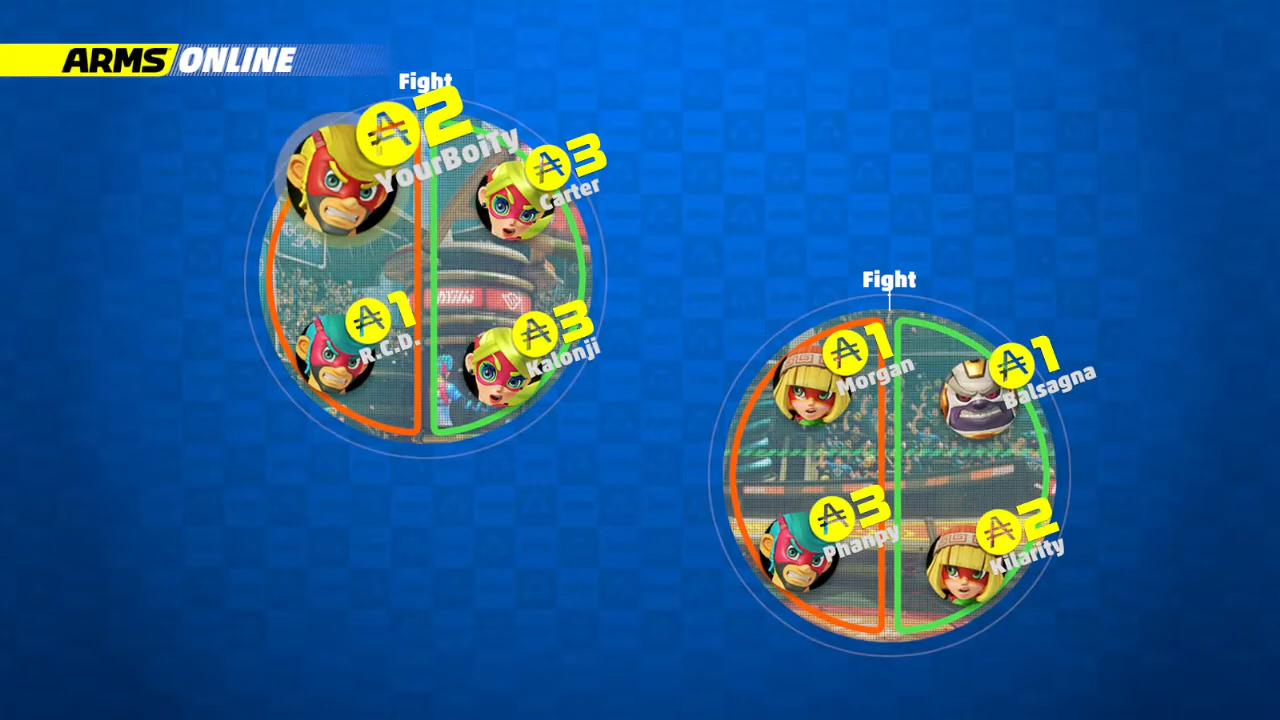 ARMS ONLINE
Fight
2
YourBoiTy
3
Carter
1
R.C.D.
3
Kalonji
Fight
1
Morgan
1
Balsagna
3
Phanpy
2
Kilarity